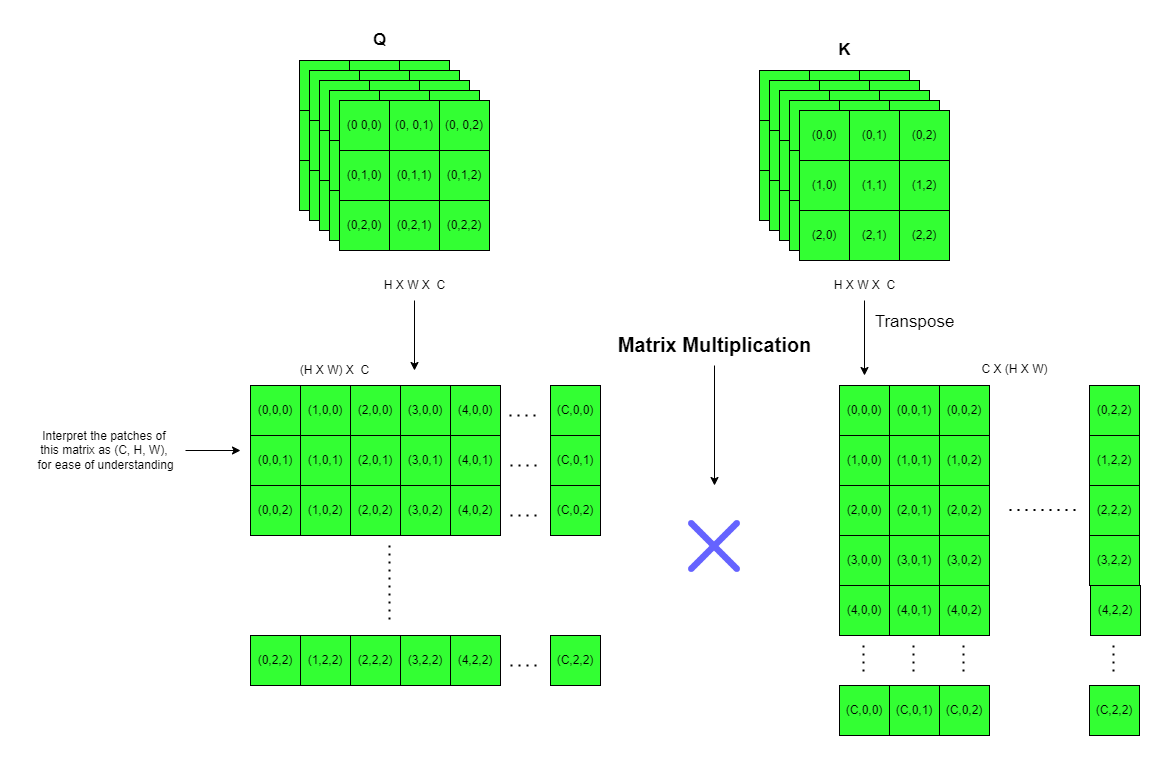 Q
K
(0 0,0) (0, 0,1) (0, 0,2)
(0,1,0) (0,1,1) (0,1,2)
(0,2,0) (0,2,1) (0,2,2)
(0,0) (0,1) (0,2)
(1,0) (1,1) (1,2)
(2,0) (2,1) (2,2)
H X W X C
H X W X C
Transpose
Matrix Multiplication
(H X W) X C
C X (H X W)
Interpret the patches of
this matrix as (C, H, W),
for ease of understanding
(0,0,0) (1,0,0) (2,0,0) (3,0,0) (4,0,0) .... (C,0,0)
(0,0,1) (1,0,1) (2,0,1) (3,0,1) (4,0,1) .... (C,0,1)
(0,0,2) (1,0,2) (2,0,2) (3,0,2) (4,0,2) .... (C,0,2)
(0,2,2) (1,2,2) (2,2,2) (3,2,2) (4,2,2) .... (C,2,2)
(0,0,0) (0,0,1) (0,0,2) (0,2,2)
(1,0,0) (1,0,1) (1,0,2) (1,2,2)
(2,0,0) (2,0,1) (2,0,2) ......... (2,2,2)
(3,0,0) (3,0,1) (3,0,2) (3,2,2)
(4,0,0) (4,0,1) (4,0,2) (4,2,2)
(C,0,0) (C,0,1) (C,0,2) (C,2,2)